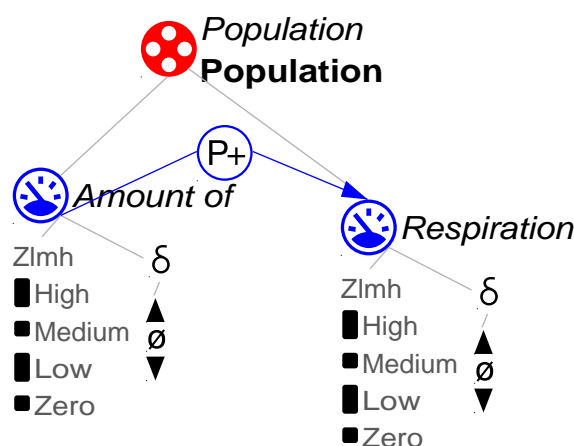 Population
Population
P+
Amount of
Respiration
Zlmh
δ
High
Medium
ø
Low
Zero
Zlmh
δ
High
Medium
ø
Low
Zero